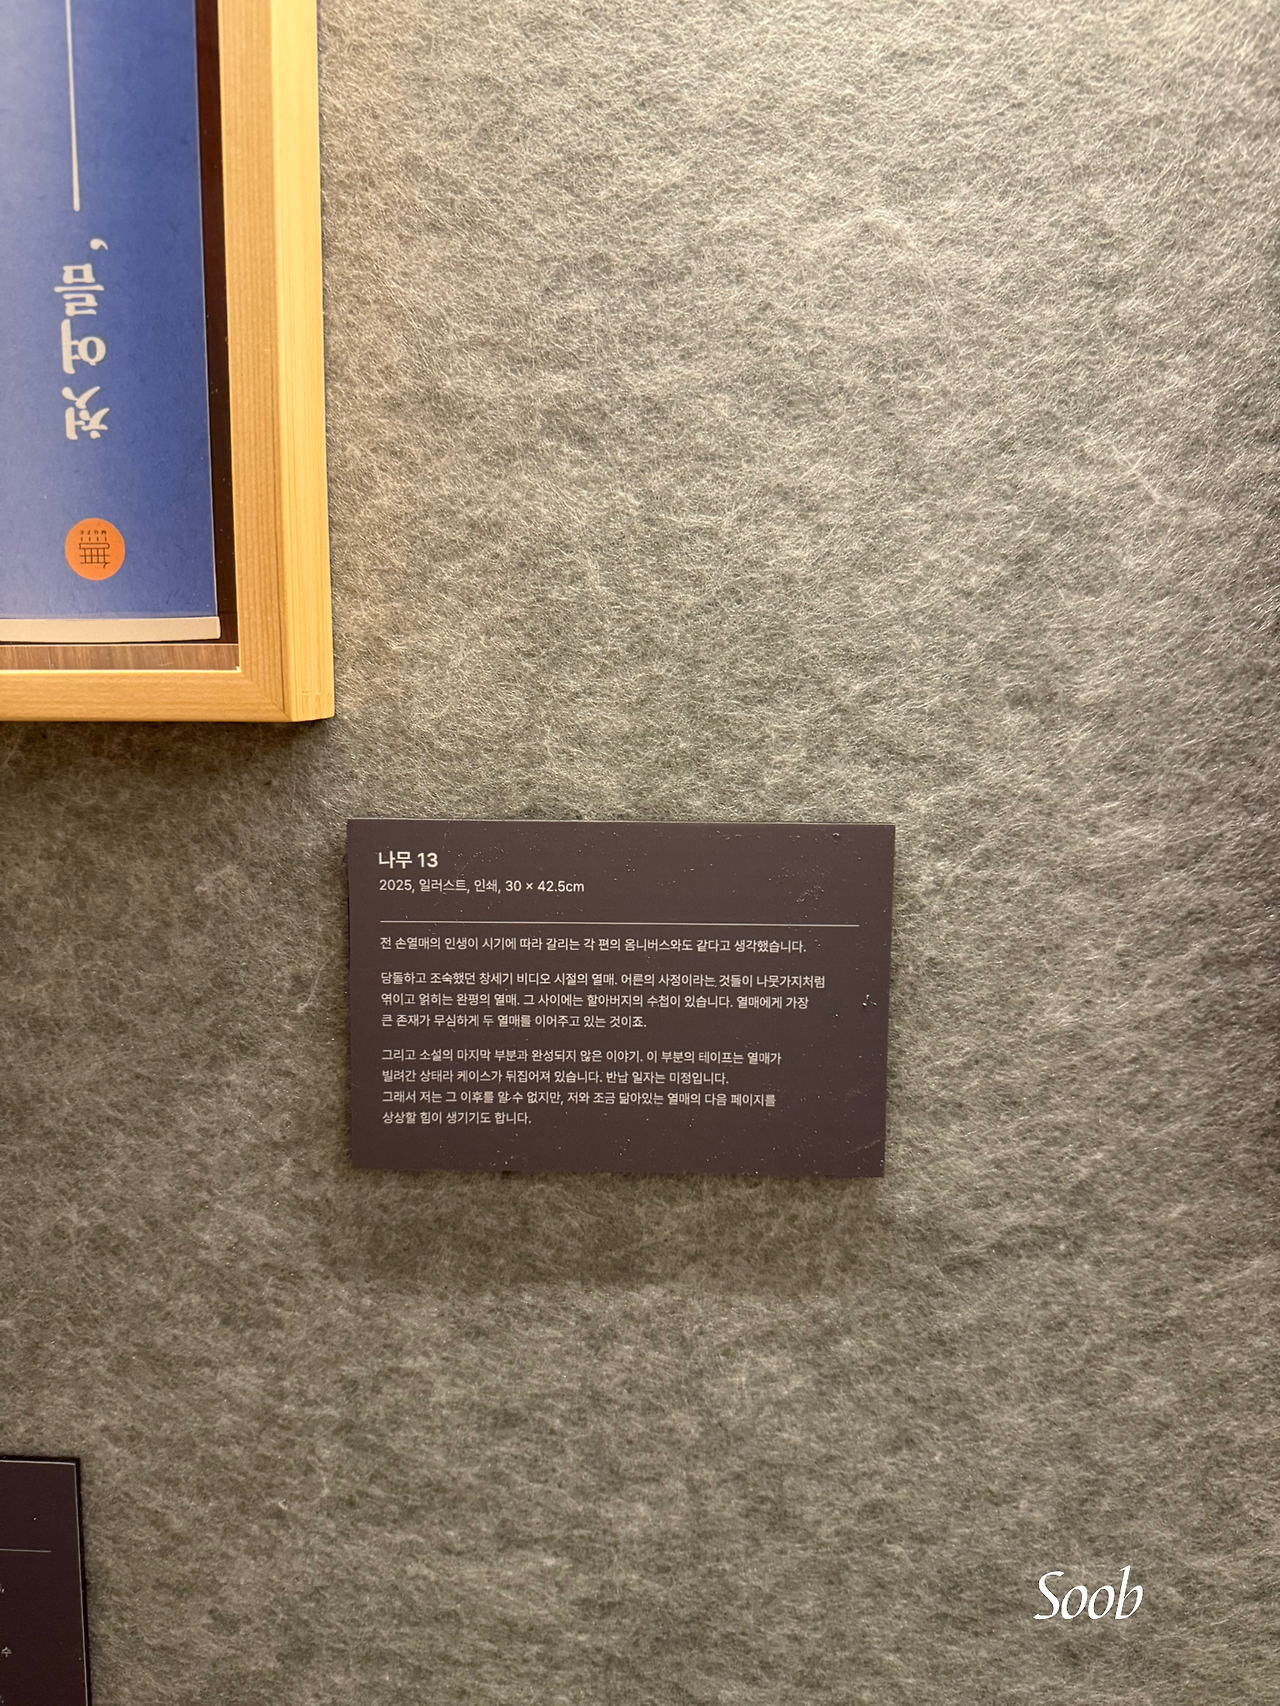 첫 여름,
MUZE
나무 13
2025, 일러스트, 인쇄, 30 × 42.5cm
전 손열매의 인생이 시기에 따라 갈리는 각 편의 옴니버스와도 같다고 생각했습니다.
당돌하고 조숙했던 창세기 비디오 시절의 열매. 어른의 사정이라는 것들이 나뭇가지처럼
엮이고 얽히는 완평의 열매. 그 사이에는 할아버지의 수첩이 있습니다. 열매에게 가장
큰 존재가 무심하게 두 열매를 이어주고 있는 것이죠.
그리고 소설의 마지막 부분과 완성되지 않은 이야기. 이 부분의 테이프는 열매가
빌려간 상태라 케이스가 뒤집어져 있습니다. 반납 일자는 미정입니다.
그래서 저는 그 이후를 알 수 없지만, 저와 조금 닮아있는 열매의 다음 페이지를
상상할 힘이 생기기도 합니다.
수
Soob